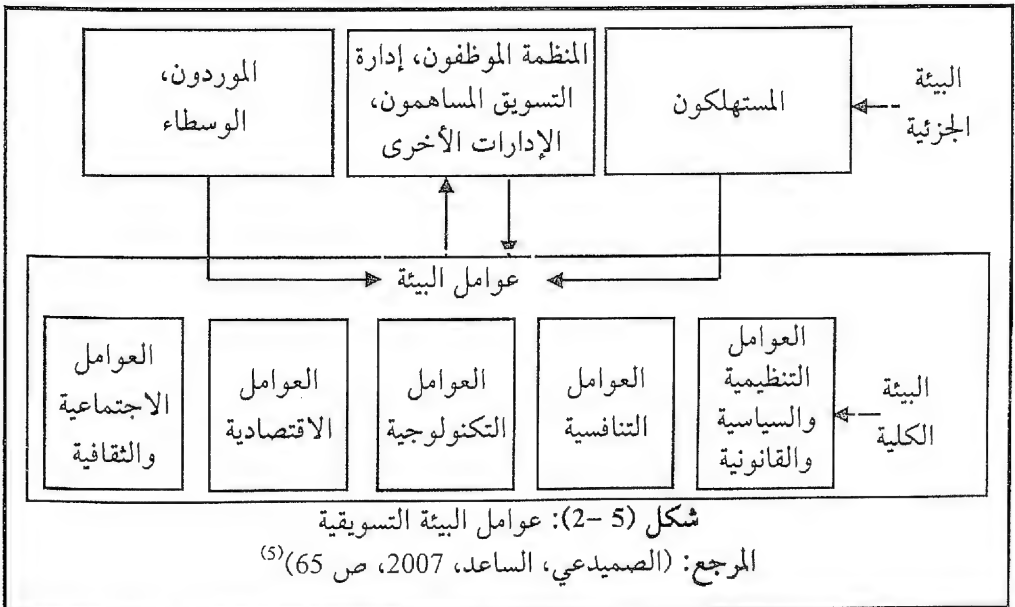 البيئة
الجزئية
المستهلكون
المنظمة الموظفون، إدارة
التسويق المساهمون،
الإدارات الأخرى
الموردون،
الوسطاء
عوامل البيئة
البيئة
الكلية
العوامل
التنظيمية
والسياسية
والقانونية
العوامل
التنافسية
العوامل
التكنولوجية
العوامل
الاقتصادية
العوامل
الاجتماعية
والثقافية
شكل (5 –2): عوامل البيئة التسويقية
المرجع: (الصميدعي، الساعد، 2007، ص 65)(5)